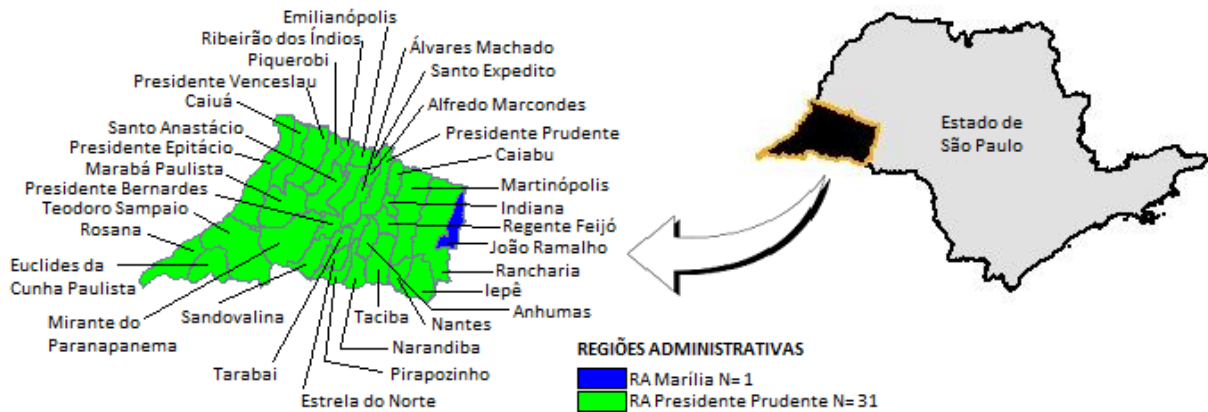 Emilianópolis
Ribeirão dos Índios
Piquerobi
Presidente Venceslau
Caiuá
Santo Anastácio
Presidente Epitácio
Marabá Paulista
Presidente Bernardes
Teodoro Sampaio
Rosana
Euclides da
Cunha Paulista
Mirante do
Paranapanema
Sandovalina
Tarabai
Estrela do Norte
Pirapozinho
Narandiba
Taciba
Nantes
Anhumas
Iepê
Rancharia
João Ramalho
Regente Feijó
Indiana
Martinópolis
Caiabu
Presidente Prudente
Alfredo Marcondes
Santo Expedito
Álvares Machado
Estado de
São Paulo
REGIÕES ADMINISTRATIVAS
RA Marília N= 1
RA Presidente Prudente N= 31